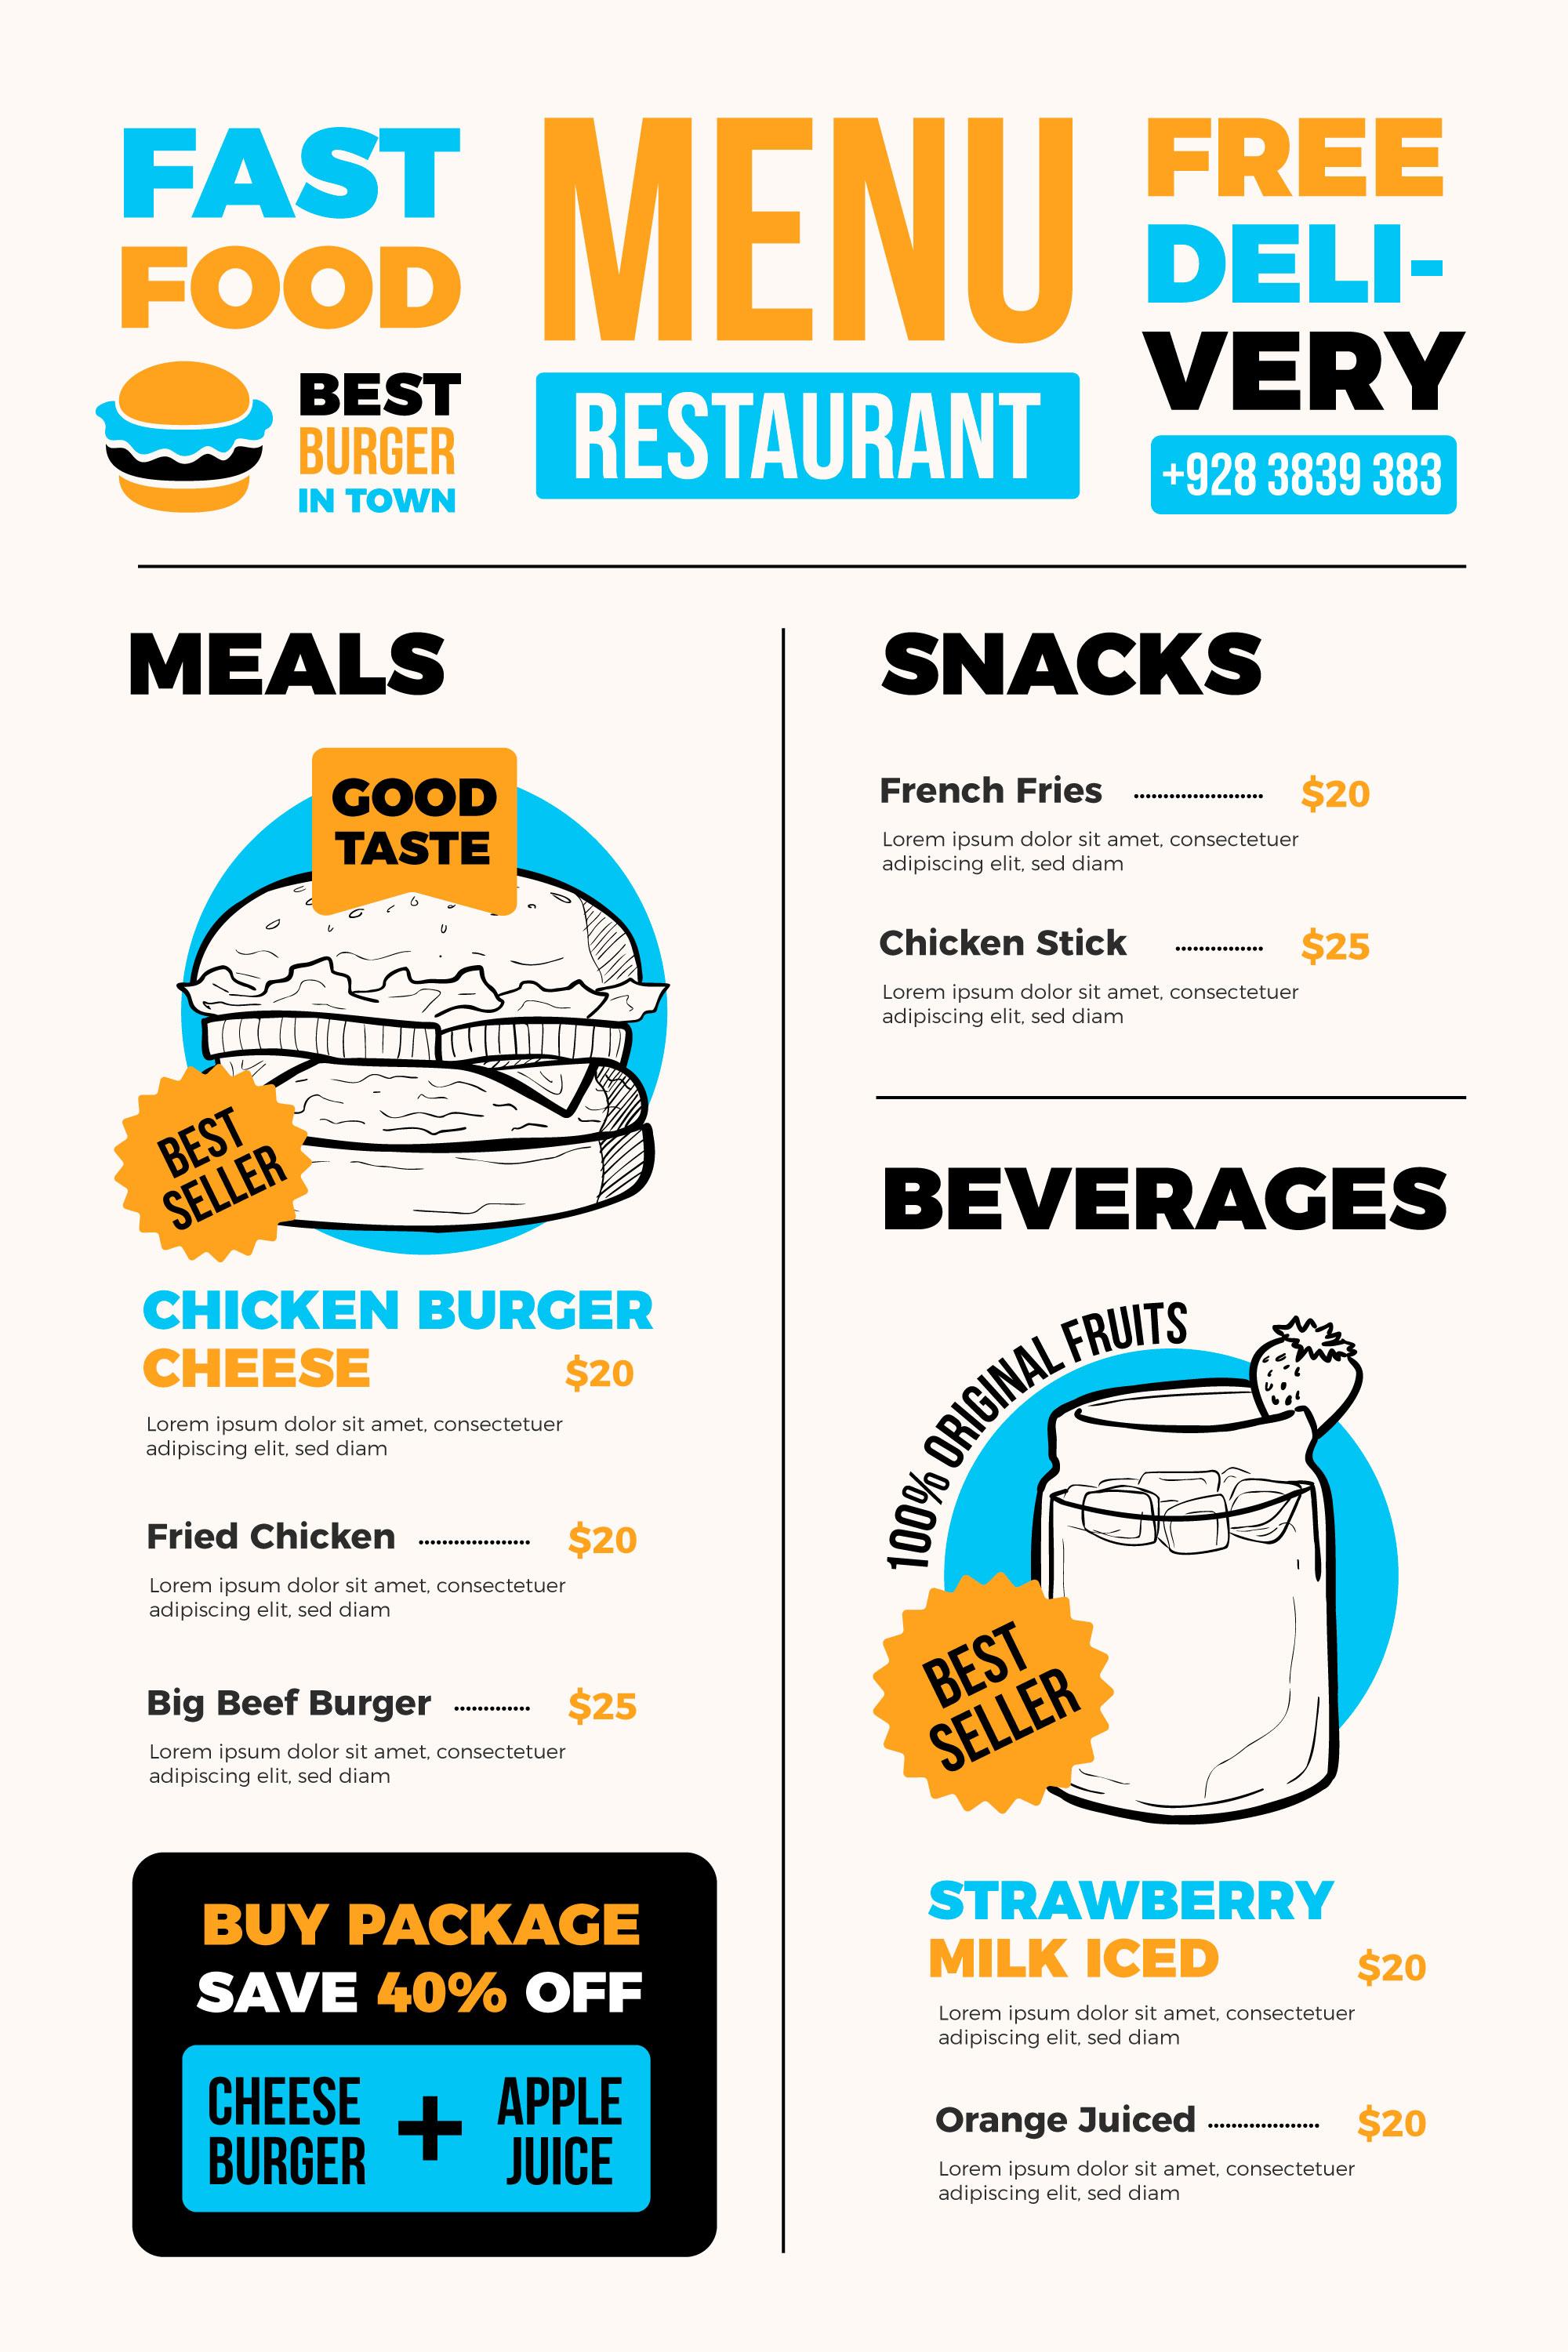 FAST
FOOD
BEST
BURGER
IN TOWN
MENU
RESTAURANT
FREE
DELI-
VERY
+928 3839 383
MEALS
GOOD
TASTE
BEST
SELLER
CHICKEN BURGER
CHEESE $20
Lorem ipsum dolor sit amet, consectetuer
adipiscing elit, sed diam
Fried Chicken ................... $20
Lorem ipsum dolor sit amet, consectetuer
adipiscing elit, sed diam
Big Beef Burger ............. $25
Lorem ipsum dolor sit amet, consectetuer
adipiscing elit, sed diam
BUY PACKAGE
SAVE 40% OFF
CHEESE
BURGER
+
APPLE
JUICE
SNACKS
French Fries ...................... $20
Lorem ipsum dolor sit amet, consectetuer
adipiscing elit, sed diam
Chicken Stick ............... $25
Lorem ipsum dolor sit amet, consectetuer
adipiscing elit, sed diam
BEVERAGES
100% ORIGINAL FRUITS
BEST
SELLER
STRAWBERRY
MILK ICED $20
Lorem ipsum dolor sit amet, consectetuer
adipiscing elit, sed diam
Orange Juiced ................... $20
Lorem ipsum dolor sit amet, consectetuer
adipiscing elit, sed diam